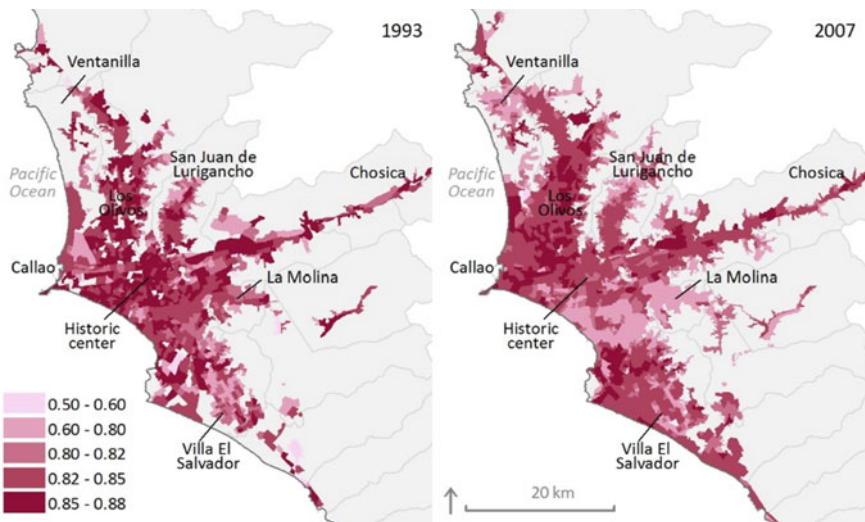 1993
Ventanilla
San Juan de
Lurigancho
Chosica
Pacific
Ocean
Los
Olivos
Callao
La Molina
Historic
center
Villa El
Salvador
0.50 - 0.60
0.60 - 0.80
0.80 - 0.82
0.82 - 0.85
0.85 - 0.88
2007
Ventanilla
San Juan de
Lurigancho
Chosica
Pacific
Ocean
Los
Olivos
Callao
La Molina
Historic
center
Villa El
Salvador
20 km